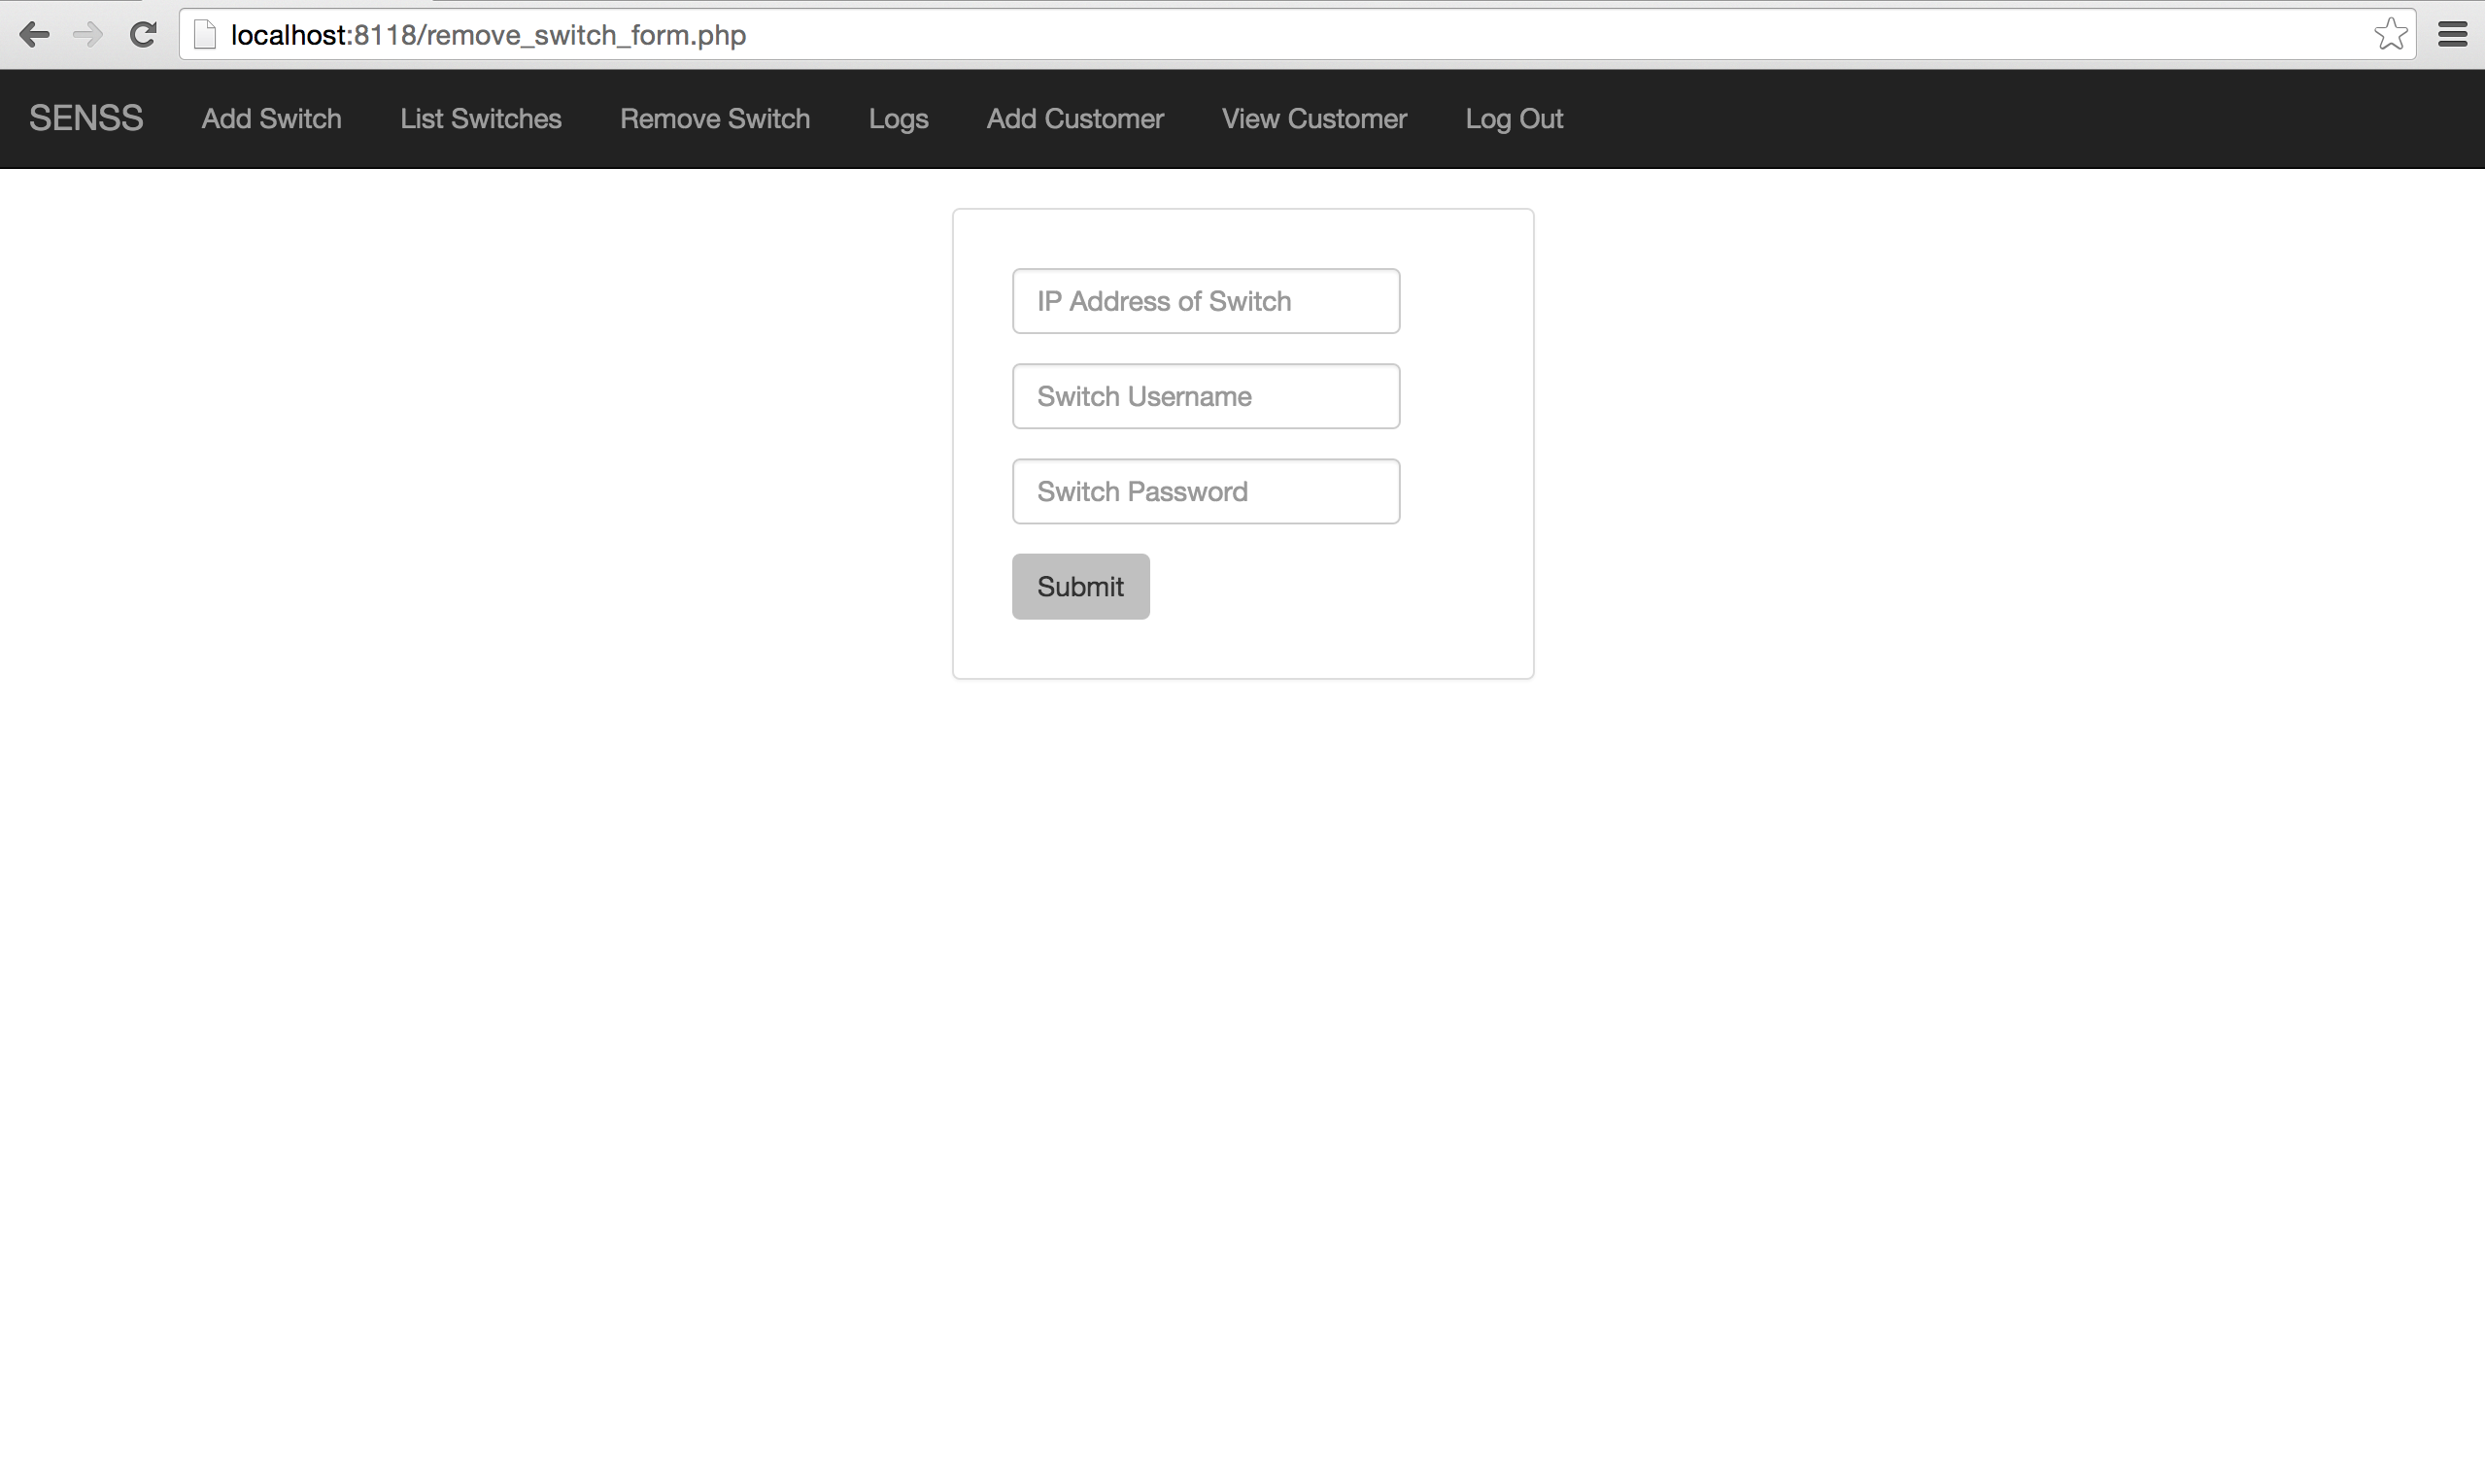 localhost:8118/remove_switch_form.php
SENSS Add Switch List Switches Remove Switch Logs Add Customer View Customer Log Out
IP Address of Switch
Switch Username
Switch Password
Submit